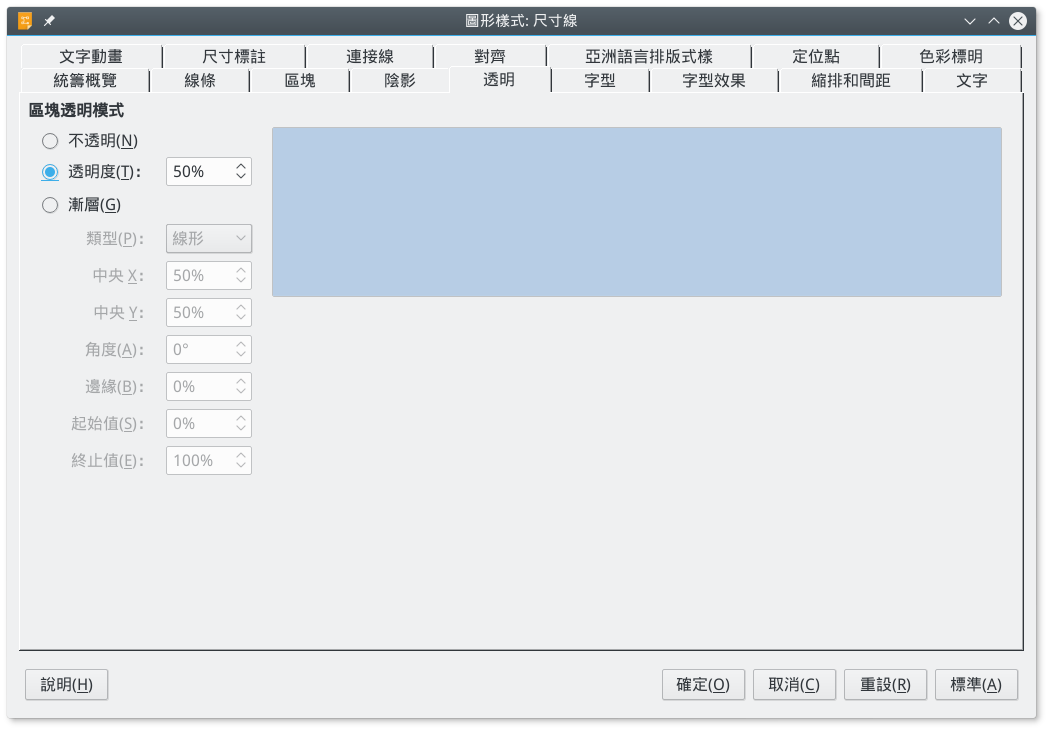 圖形樣式: 尺寸線
文字動畫 尺寸標註 連接線 對齊 亞洲語言排版式樣 定位點 色彩標明
統籌概覽 線條 區塊 陰影 透明 字型 字型效果 縮排和間距 文字
區塊透明模式
不透明(N)
透明度(T): 50%
漸層(G)
類型(P): 線形
中央 X: 50%
中央 Y: 50%
角度(A): 0°
邊緣(B): 0%
起始值(S): 0%
終止值(E): 100%
說明(H) 確定(O) 取消(C) 重設(R) 標準(A)